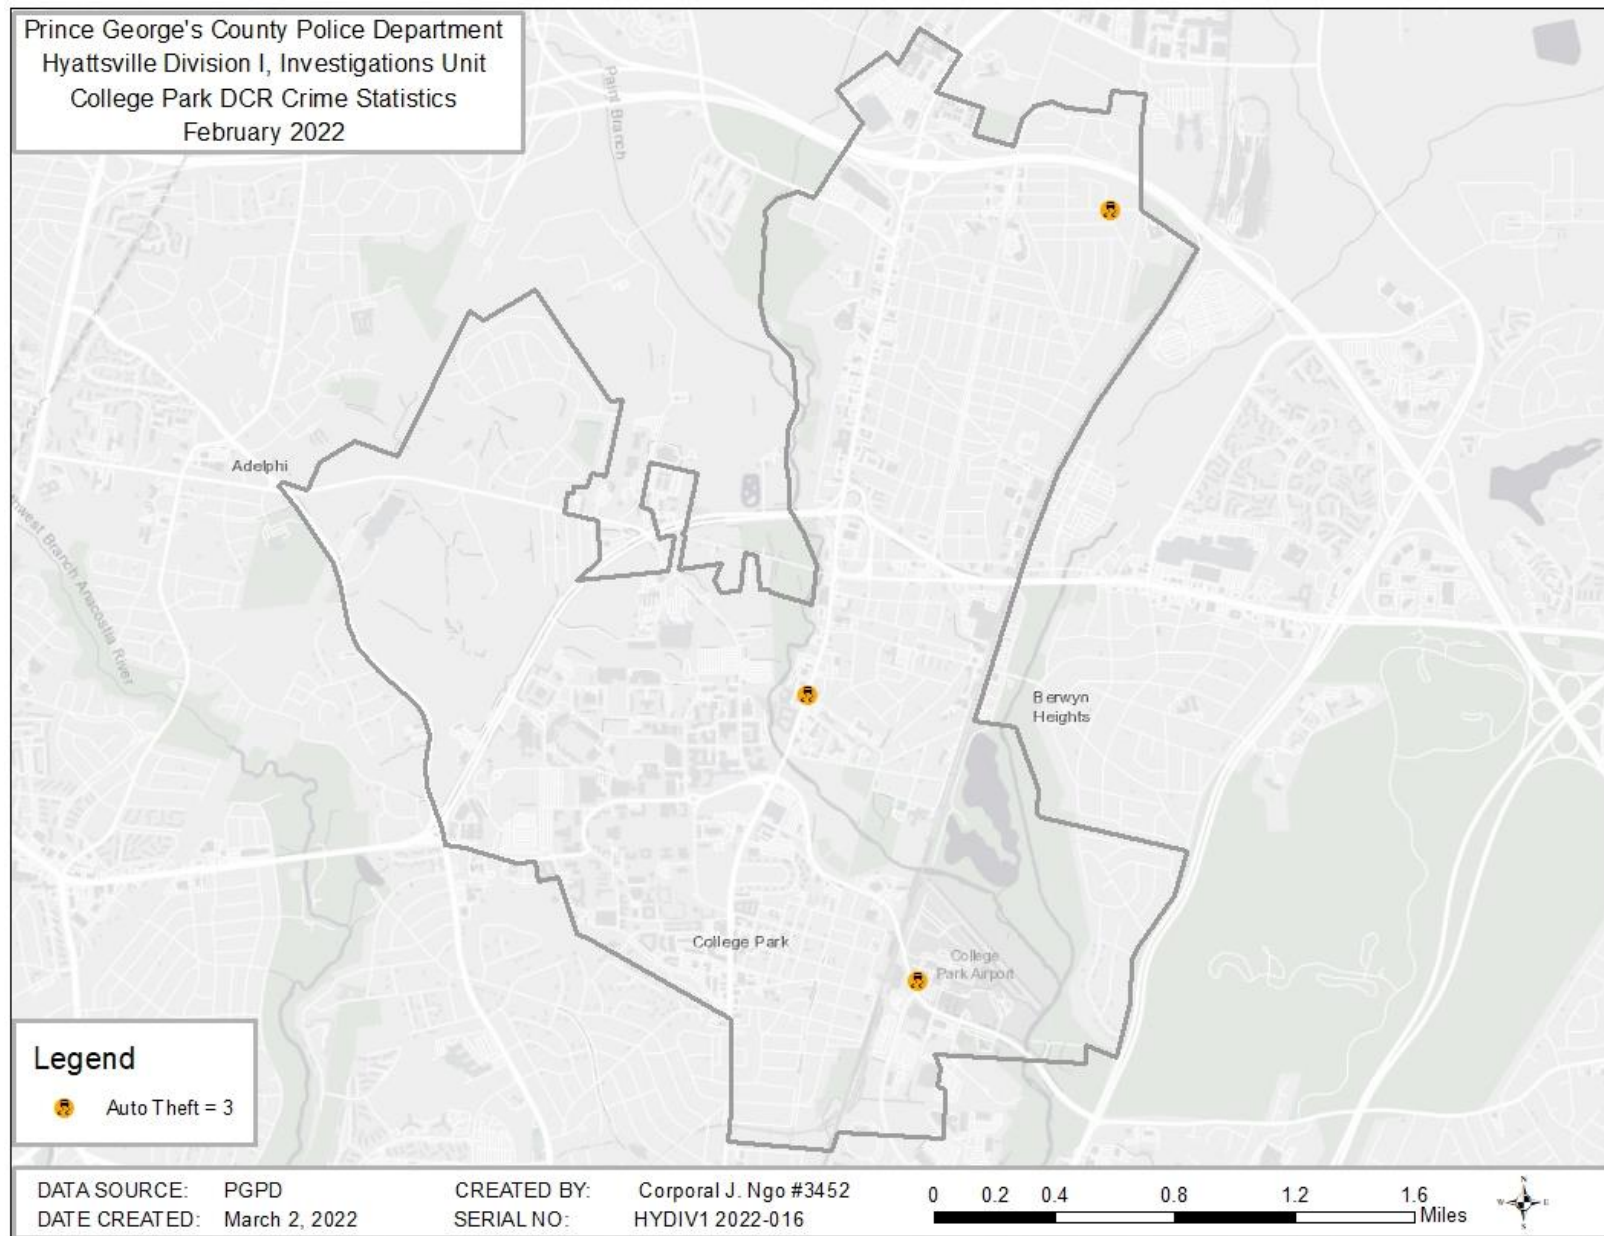 Prince George's County Police Department
Hyattsville Division I, Investigations Unit
College Park DCR Crime Statistics
February 2022
Paint Branch
Adelphi
Branch Anacostia River
Berwyn
Heights
College Park
College
Park Airport
Legend
Auto Theft = 3
DATA SOURCE: PGPD
DATE CREATED: March 2, 2022
CREATED BY: Corporal J. Ngo #3452
SERIAL NO: HYDIV1 2022-016
0 0.2 0.4 0.8 1.2 1.6
Miles
N
W E
S